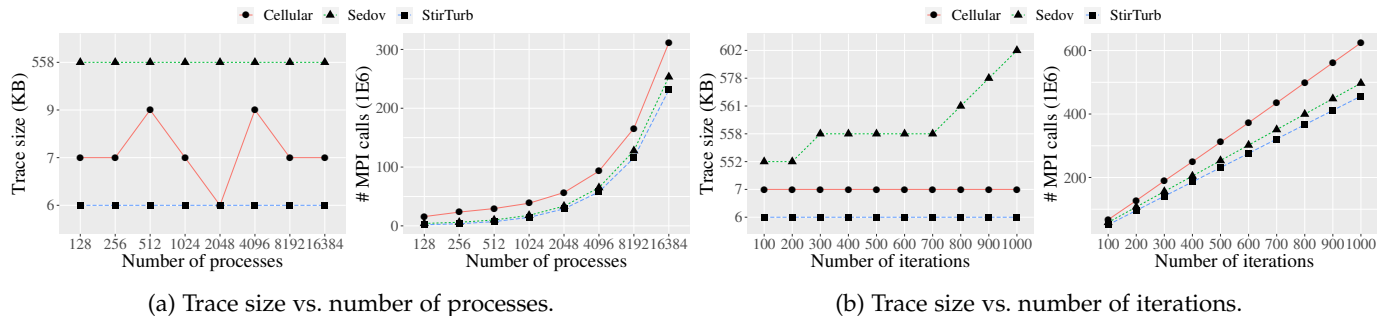 Cellular Sedov StirTurb
Trace size (KB)
558
9
7
6
128 256 512 1024 2048 4096 8192 16384
Number of processes
# MPI calls (1E6)
300
200
100
0
128 256 512 1024 2048 4096 8192 16384
Number of processes
(a) Trace size vs. number of processes.
Cellular Sedov StirTurb
Trace size (KB)
602
578
561
558
552
7
6
100 200 300 400 500 600 700 800 900 1000
Number of iterations
# MPI calls (1E6)
600
400
200
100 200 300 400 500 600 700 800 900 1000
Number of iterations
(b) Trace size vs. number of iterations.